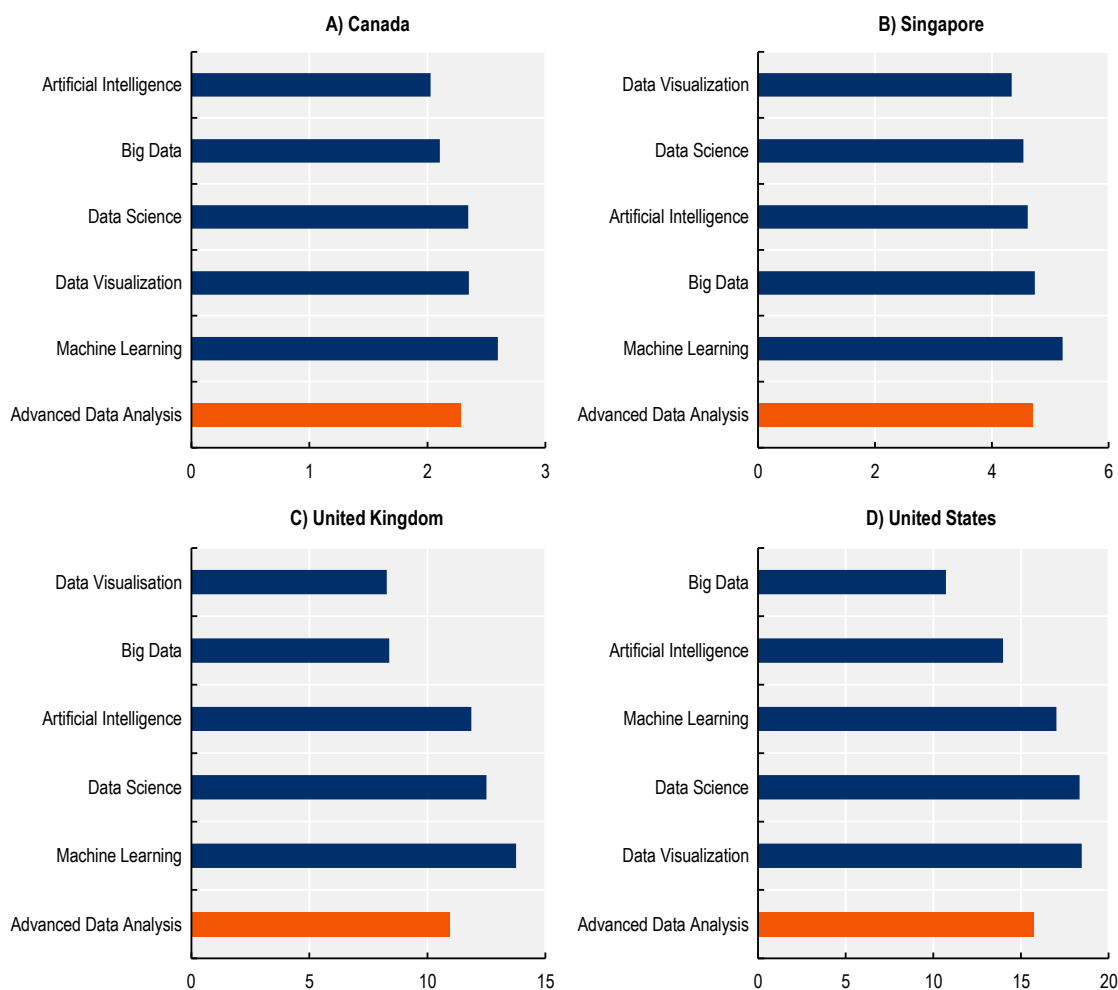 A) Canada
Artificial Intelligence
Big Data
Data Science
Data Visualization
Machine Learning
Advanced Data Analysis
0 1 2 3
B) Singapore
Data Visualization
Data Science
Artificial Intelligence
Big Data
Machine Learning
Advanced Data Analysis
0 2 4 6
C) United Kingdom
Data Visualisation
Big Data
Artificial Intelligence
Data Science
Machine Learning
Advanced Data Analysis
0 5 10 15
D) United States
Big Data
Artificial Intelligence
Machine Learning
Data Science
Data Visualization
Advanced Data Analysis
0 5 10 15 20